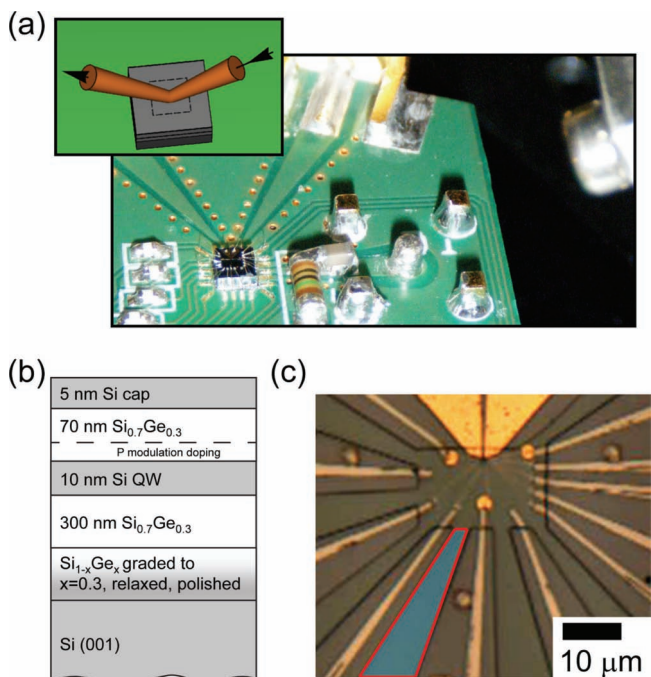 (a)
(b)
5 nm Si cap
70 nm Si₀.₇Ge₀.₃
P modulation doping
10 nm Si QW
300 nm Si₀.₇Ge₀.₃
Si₁₋ₓGeₓ graded to
x=0.3, relaxed, polished
Si (001)
(c)
10 μm